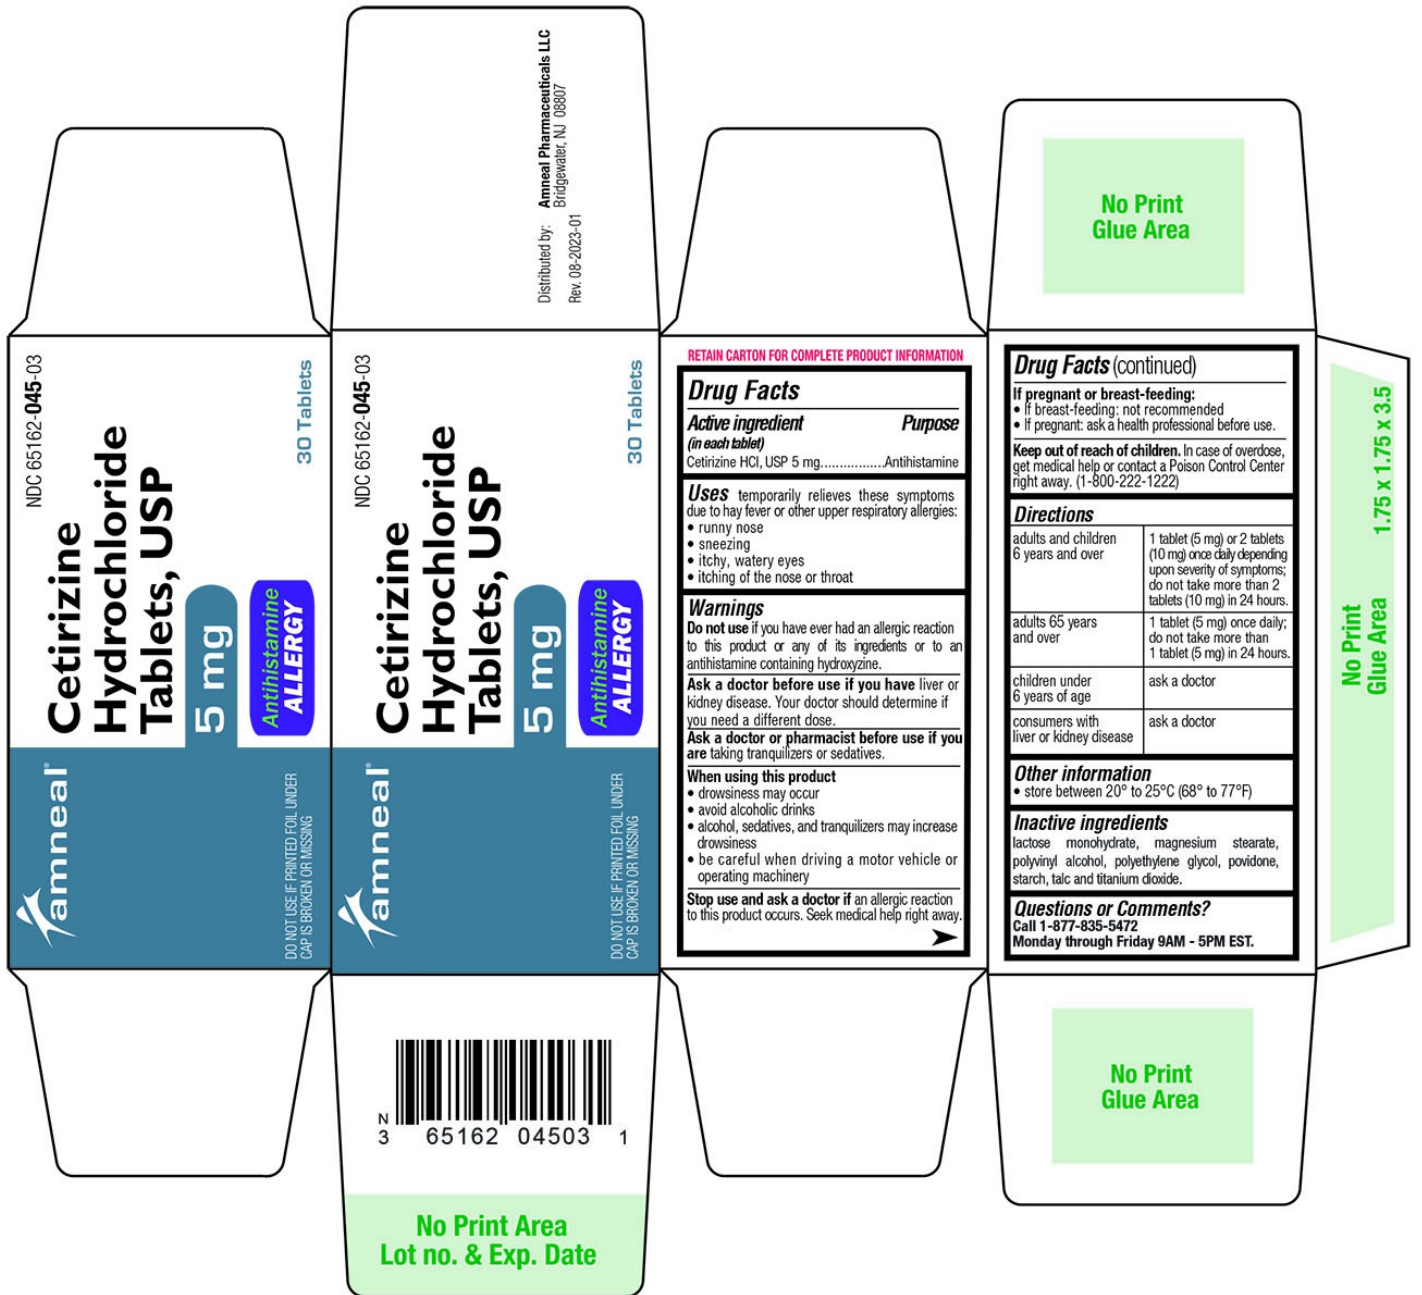 NDC 65162-045-03
Cetirizine
Hydrochloride
Tablets, USP
5 mg
Antihistamine
ALLERGY
30 Tablets
amneal®
DO NOT USE IF PRINTED FOIL UNDER
CAP IS BROKEN OR MISSING
Distributed by: Amneal Pharmaceuticals LLC
Bridgewater, NJ 08807
Rev. 08-2023-01
NDC 65162-045-03
Cetirizine
Hydrochloride
Tablets, USP
5 mg
Antihistamine
ALLERGY
30 Tablets
amneal®
DO NOT USE IF PRINTED FOIL UNDER
CAP IS BROKEN OR MISSING
N
3 65162 04503 1
No Print Area
Lot no. & Exp. Date
RETAIN CARTON FOR COMPLETE PRODUCT INFORMATION
Drug Facts
Active ingredient Purpose
(in each tablet)
Cetirizine HCl, USP 5 mg.................Antihistamine
Uses temporarily relieves these symptoms
due to hay fever or other upper respiratory allergies:
• runny nose
• sneezing
• itchy, watery eyes
• itching of the nose or throat
Warnings
Do not use if you have ever had an allergic reaction
to this product or any of its ingredients or to an
antihistamine containing hydroxyzine.
Ask a doctor before use if you have liver or
kidney disease. Your doctor should determine if
you need a different dose.
Ask a doctor or pharmacist before use if you
are taking tranquilizers or sedatives.
When using this product
• drowsiness may occur
• avoid alcoholic drinks
• alcohol, sedatives, and tranquilizers may increase
drowsiness
• be careful when driving a motor vehicle or
operating machinery
Stop use and ask a doctor if an allergic reaction
to this product occurs. Seek medical help right away.
No Print
Glue Area
Drug Facts (continued)
If pregnant or breast-feeding:
• If breast-feeding: not recommended
• If pregnant: ask a health professional before use.
Keep out of reach of children. In case of overdose,
get medical help or contact a Poison Control Center
right away. (1-800-222-1222)
Directions
adults and children
6 years and over
1 tablet (5 mg) or 2 tablets
(10 mg) once daily depending
upon severity of symptoms;
do not take more than 2
tablets (10 mg) in 24 hours.
adults 65 years
and over
1 tablet (5 mg) once daily;
do not take more than
1 tablet (5 mg) in 24 hours.
children under
6 years of age
ask a doctor
consumers with
liver or kidney disease
ask a doctor
Other information
• store between 20° to 25°C (68° to 77°F)
Inactive ingredients
lactose monohydrate, magnesium stearate,
polyvinyl alcohol, polyethylene glycol, povidone,
starch, talc and titanium dioxide.
Questions or Comments?
Call 1-877-835-5472
Monday through Friday 9AM - 5PM EST.
No Print
Glue Area
No Print
Glue Area
1.75 x 1.75 x 3.5